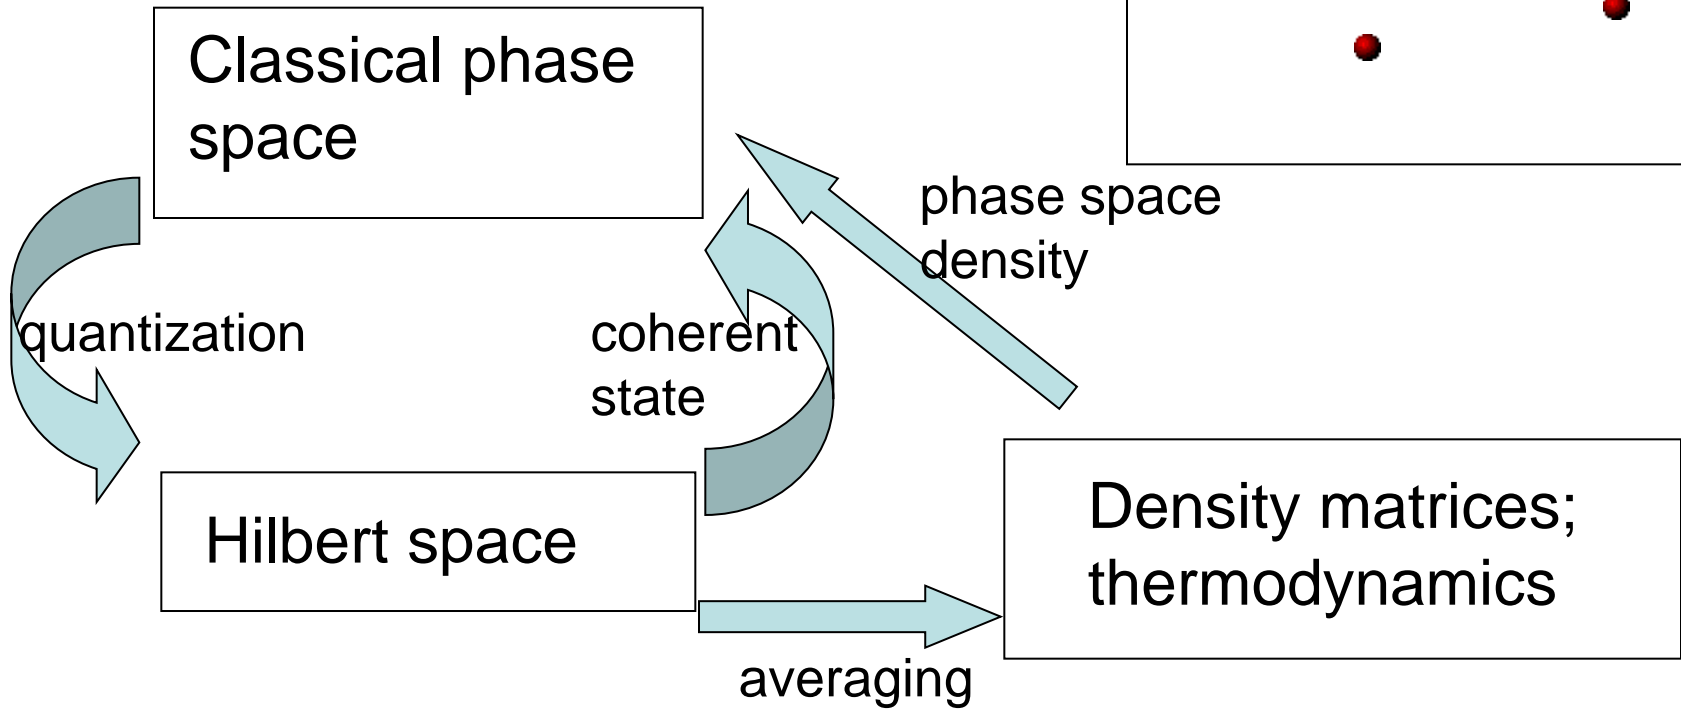 Classical phase
space
phase space
density
quantization
coherent
state
Hilbert space
Density matrices;
thermodynamics
averaging